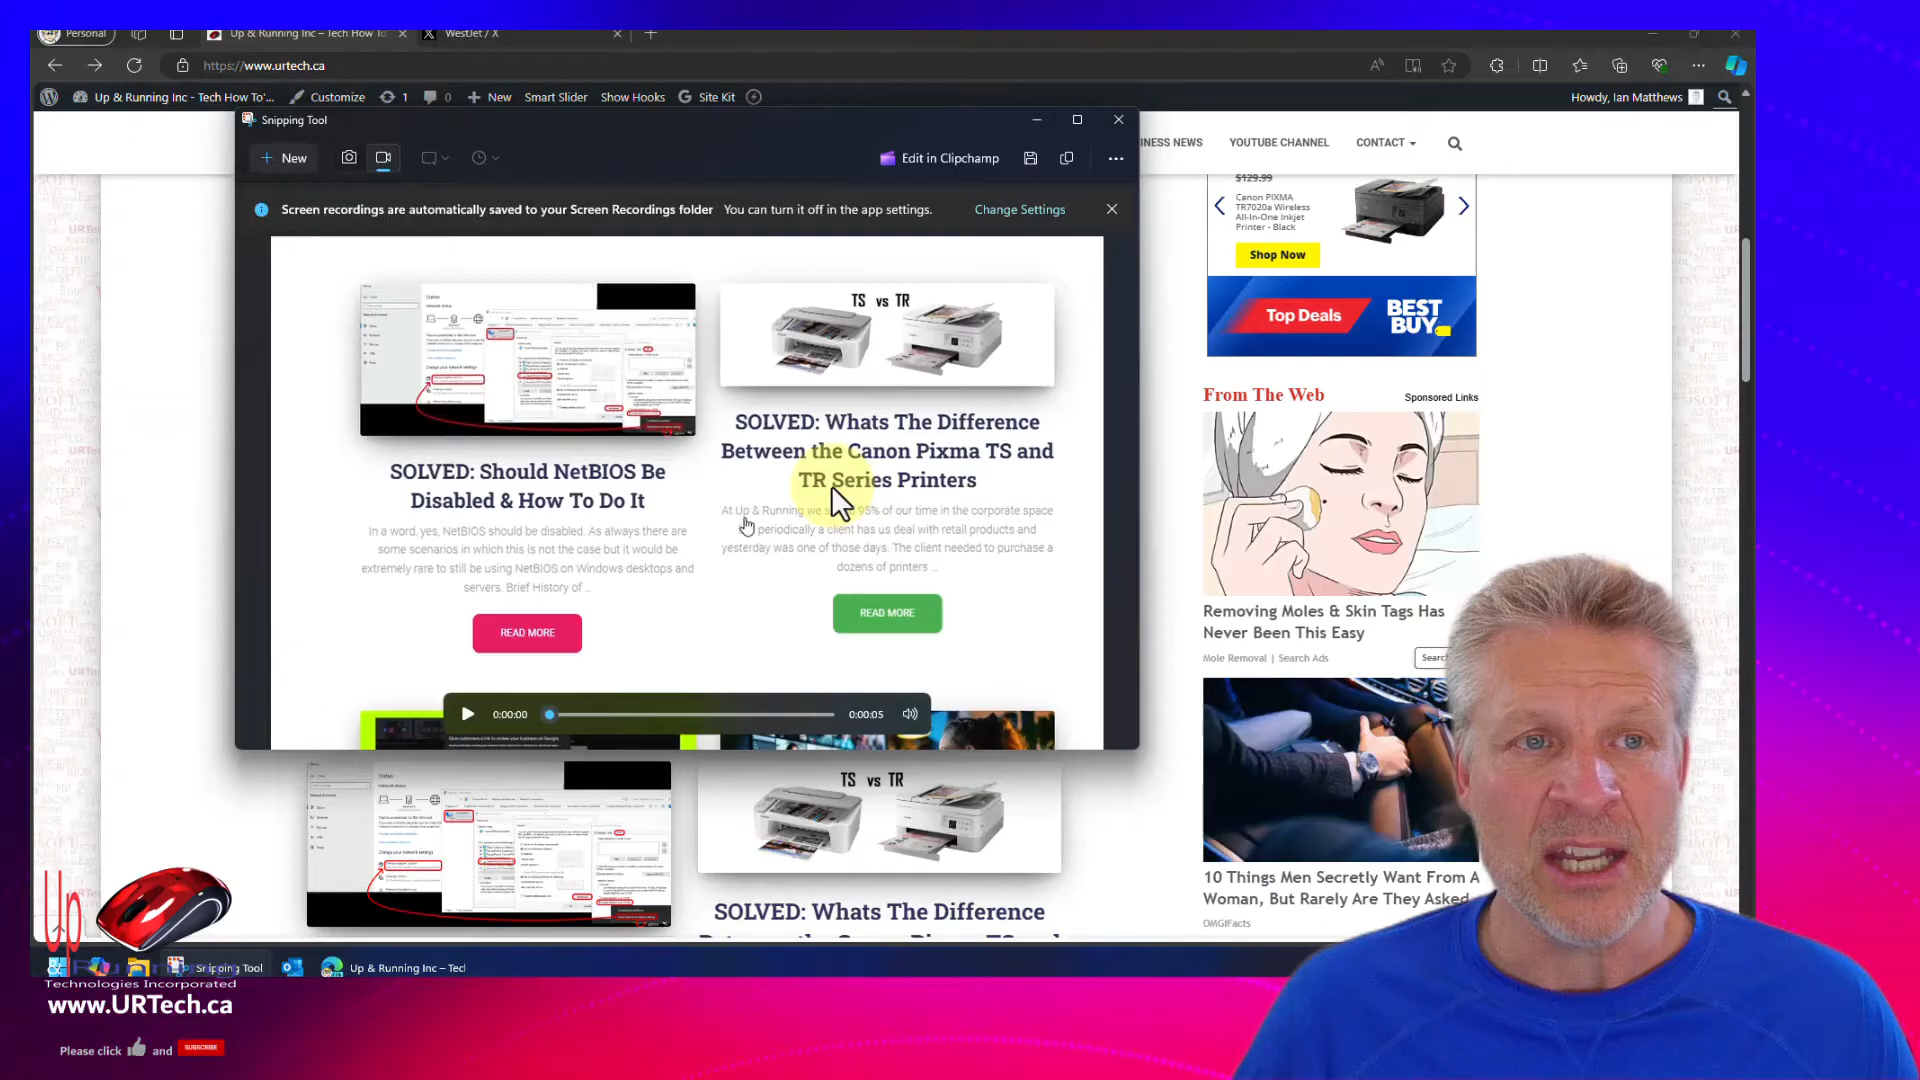 Personal
Up & Running Inc – Tech How To'
WestJet / X
https://www.urtech.ca
Up & Running Inc - Tech How To'...
Customize
1
0
New
Smart Slider
Show Hooks
Site Kit
Howdy, Ian Matthews
Snipping Tool
INESS NEWS
YOUTUBE CHANNEL
CONTACT
New
Edit in Clipchamp
Screen recordings are automatically saved to your Screen Recordings folder
You can turn it off in the app settings.
Change Settings
$129.99
Canon PIXMA
TR7020a Wireless
All-In-One Inkjet
Printer - Black
Shop Now
Top Deals
BEST
BUY
TS vs TR
SOLVED: Should NetBIOS Be
Disabled & How To Do It
In a word, yes, NetBIOS should be disabled. As always there are
some scenarios in which this is not the case but it would be
extremely rare to still be using NetBIOS on Windows desktops and
servers. Brief History of ...
READ MORE
SOLVED: Whats The Difference
Between the Canon Pixma TS and
TR Series Printers
At Up & Running we 95% of our time in the corporate space
periodically a client has us deal with retail products and
yesterday was one of those days. The client needed to purchase a
dozens of printers ...
READ MORE
From The Web
Sponsored Links
Removing Moles & Skin Tags Has
Never Been This Easy
Mole Removal | Search Ads
Search
0:00:00
0:00:05
TS vs TR
SOLVED: Whats The Difference
10 Things Men Secretly Want From A
Woman, But Rarely Are They Asked
OMGIFacts
Snipping Tool
Up & Running Inc – Tecl
Up
Running
Technologies Incorporated
www.URTech.ca
Please click
and
SUBSCRIBE